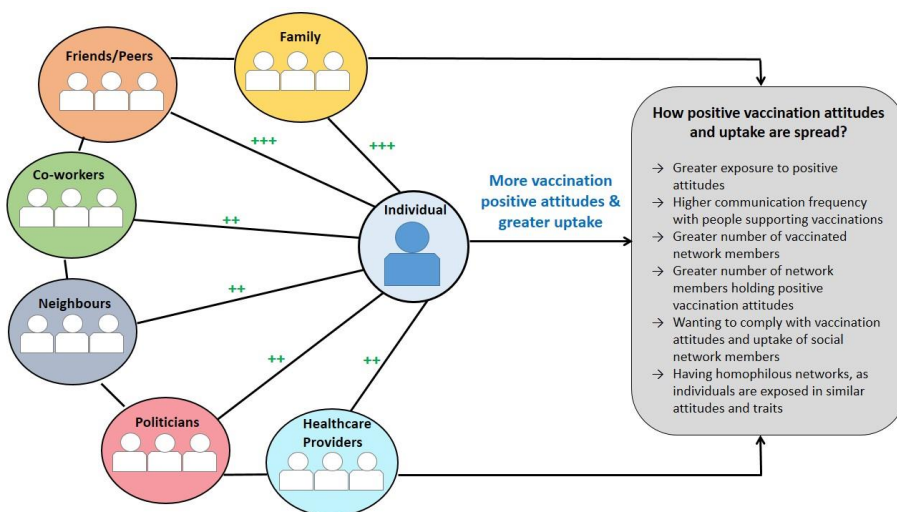 Family
Friends/Peers
+++
+++
Co-workers
++
Individual
More vaccination
positive attitudes &
greater uptake
Neighbours
++
++
++
Politicians
Healthcare
Providers
How positive vaccination attitudes
and uptake are spread?
→ Greater exposure to positive
attitudes
→ Higher communication frequency
with people supporting vaccinations
→ Greater number of vaccinated
network members
→ Greater number of network
members holding positive
vaccination attitudes
→ Wanting to comply with vaccination
attitudes and uptake of social
network members
→ Having homophilous networks, as
individuals are exposed in similar
attitudes and traits